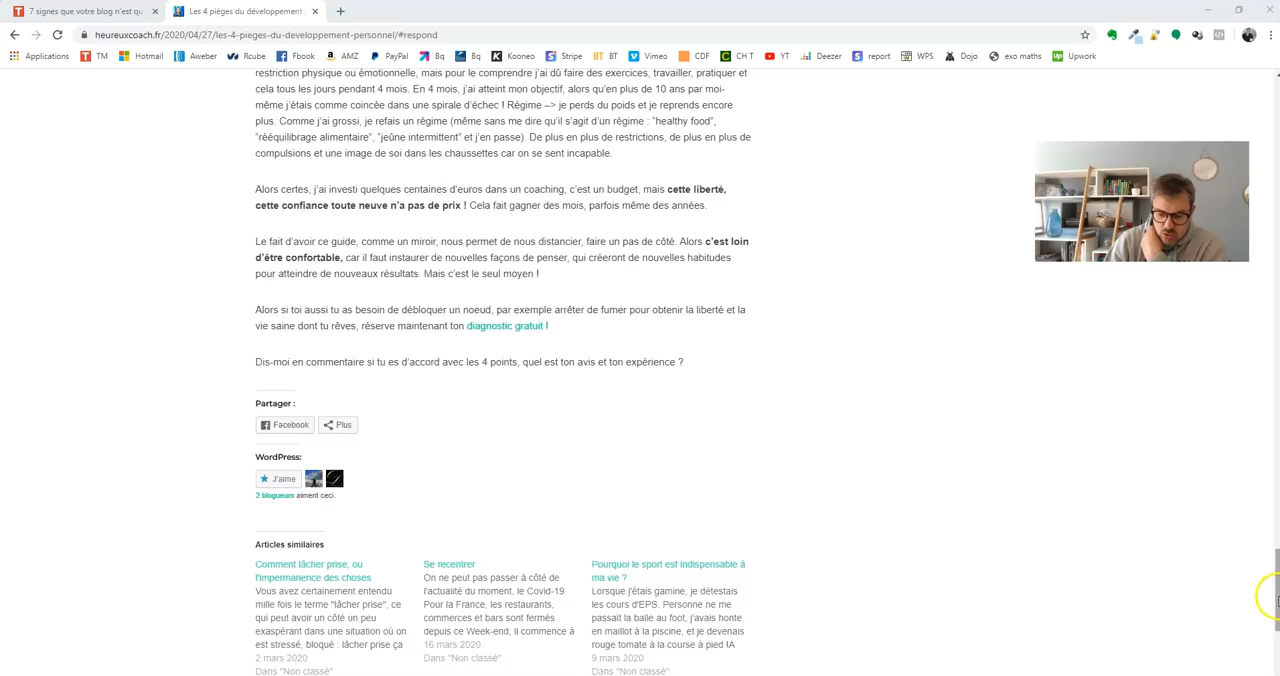 7 signes que votre blog n'est qu
Les 4 pièges du développement
heureuxcoach.fr/2020/04/27/les-4-pieges-du-developpement-personnel/#respond
Applications TM Hotmail Aweber Rcube Fbook AMZ PayPal Bq Bq Kooneo Stripe BT Vimeo CDF CH T YT Deezer report WPS Dojo exo maths Upwork
restriction physique ou émotionnelle, mais pour le comprendre j'ai dû faire des exercices, travailler, pratiquer et
cela tous les jours pendant 4 mois. En 4 mois, j'ai atteint mon objectif, alors qu'en plus de 10 ans par moi-
même j'étais comme coincée dans une spirale d'échec ! Régime –> je perds du poids et je reprends encore
plus. Comme j'ai grossi, je refais un régime (même sans me dire qu'il s'agit d'un régime : "healthy food",
"rééquilibrage alimentaire", "jeûne intermittent" et j'en passe). De plus en plus de restrictions, de plus en plus de
compulsions et une image de soi dans les chaussettes car on se sent incapable.
Alors certes, j'ai investi quelques centaines d'euros dans un coaching, c'est un budget, mais cette liberté,
cette confiance toute neuve n'a pas de prix ! Cela fait gagner des mois, parfois même des années.
Le fait d'avoir ce guide, comme un miroir, nous permet de nous distancier, faire un pas de côté. Alors c'est loin
d'être confortable, car il faut instaurer de nouvelles façons de penser, qui créeront de nouvelles habitudes
pour atteindre de nouveaux résultats. Mais c'est le seul moyen !
Alors si toi aussi tu as besoin de débloquer un noeud, par exemple arrêter de fumer pour obtenir la liberté et la
vie saine dont tu rêves, réserve maintenant ton diagnostic gratuit !
Dis-moi en commentaire si tu es d'accord avec les 4 points, quel est ton avis et ton expérience ?
Partager :
Facebook Plus
WordPress:
J'aime
2 blogueurs aiment ceci.
Articles similaires
Comment lâcher prise, ou
l'impermanence des choses
Vous avez certainement entendu
mille fois le terme "lâcher prise", ce
qui peut avoir un côté un peu
exaspérant dans une situation où on
est stressé, bloqué : lâcher prise ça
2 mars 2020
Dans "Non classé"
Se recentrer
On ne peut pas passer à côté de
l'actualité du moment, le Covid-19.
Pour la France, les restaurants,
commerces et bars sont fermés
depuis ce Week-end, il commence à
16 mars 2020
Dans "Non classé"
Pourquoi le sport est indispensable à
ma vie ?
Lorsque j'étais gamine, je détestais
les cours d'EPS. Personne ne me
passait la balle au foot, j'avais honte
en maillot à la piscine, et je devenais
rouge tomate à la course à pied !A
9 mars 2020
Dans "Non classé"